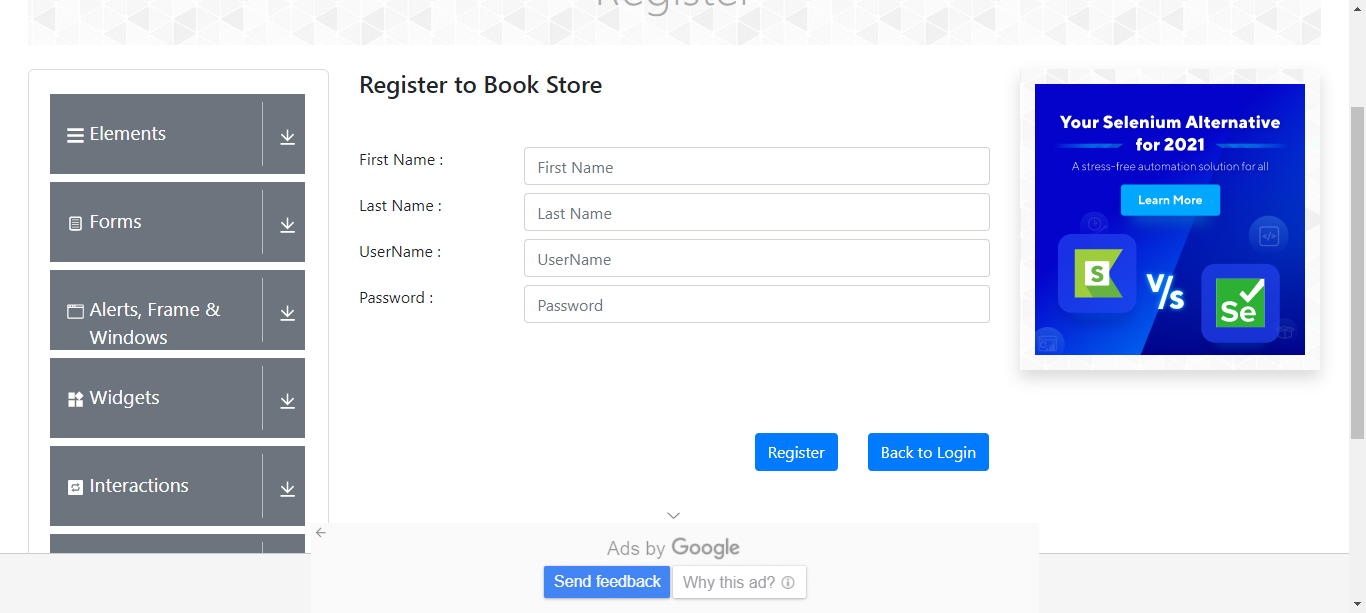 Register
Elements
Forms
Alerts, Frame &
Windows
Widgets
Interactions
Register to Book Store
First Name :
First Name
Last Name :
Last Name
UserName :
UserName
Password :
Password
Register
Back to Login
Your Selenium Alternative
for 2021
A stress-free automation solution for all
Learn More
S
V/s
Se
Ads by Google
Send feedback
Why this ad?